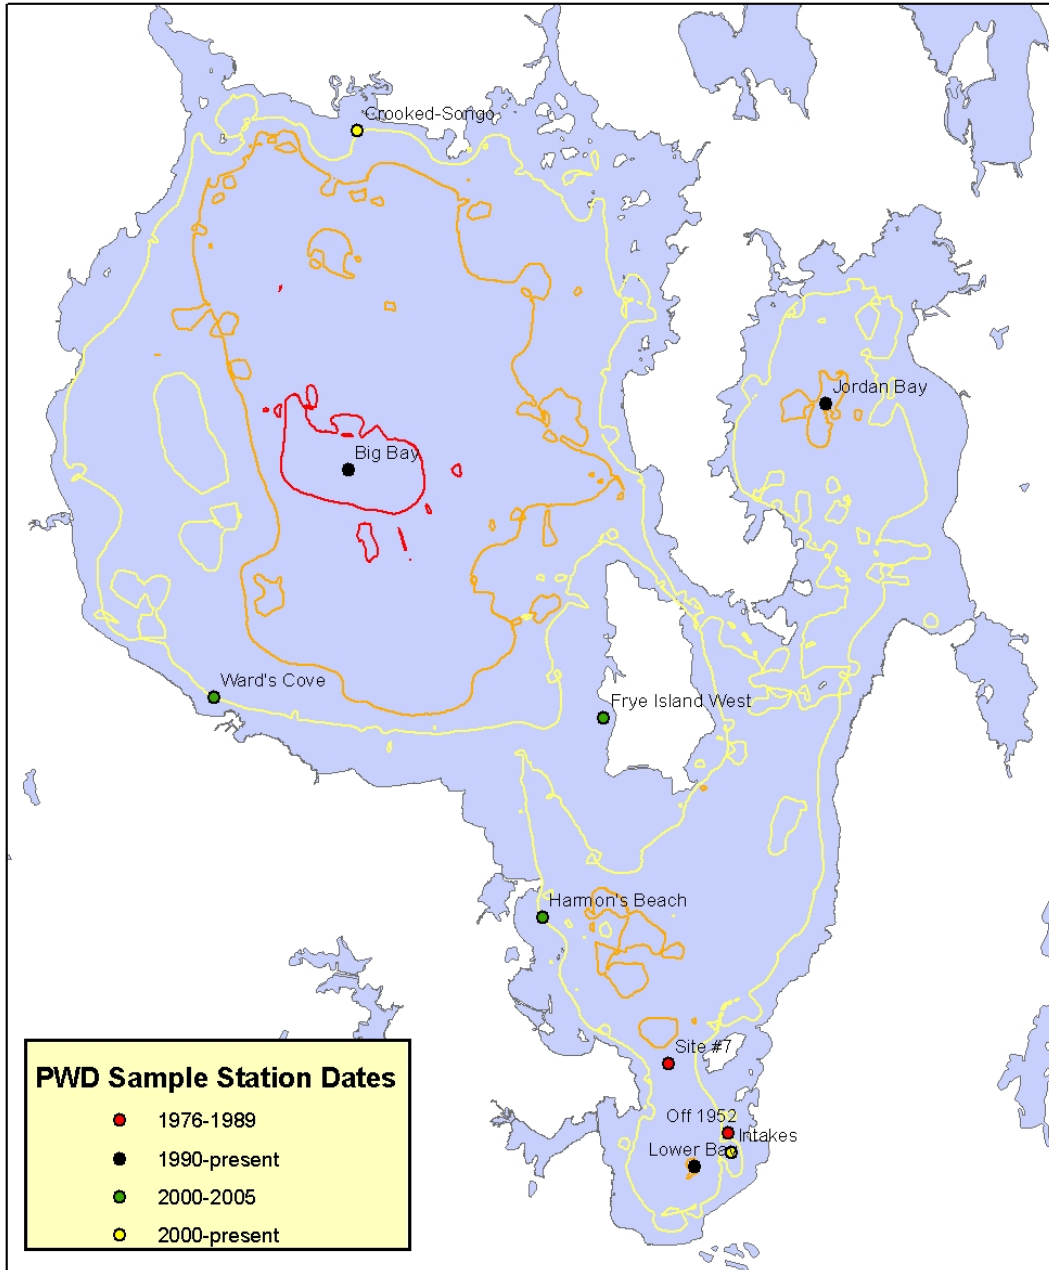 Crooked-Songo
Jordan Bay
Big Bay
Ward's Cove
Frye Island West
Harmon's Beach
Site #7
Off 1952
Intakes
Lower Bay
PWD Sample Station Dates
1976-1989
1990-present
2000-2005
2000-present